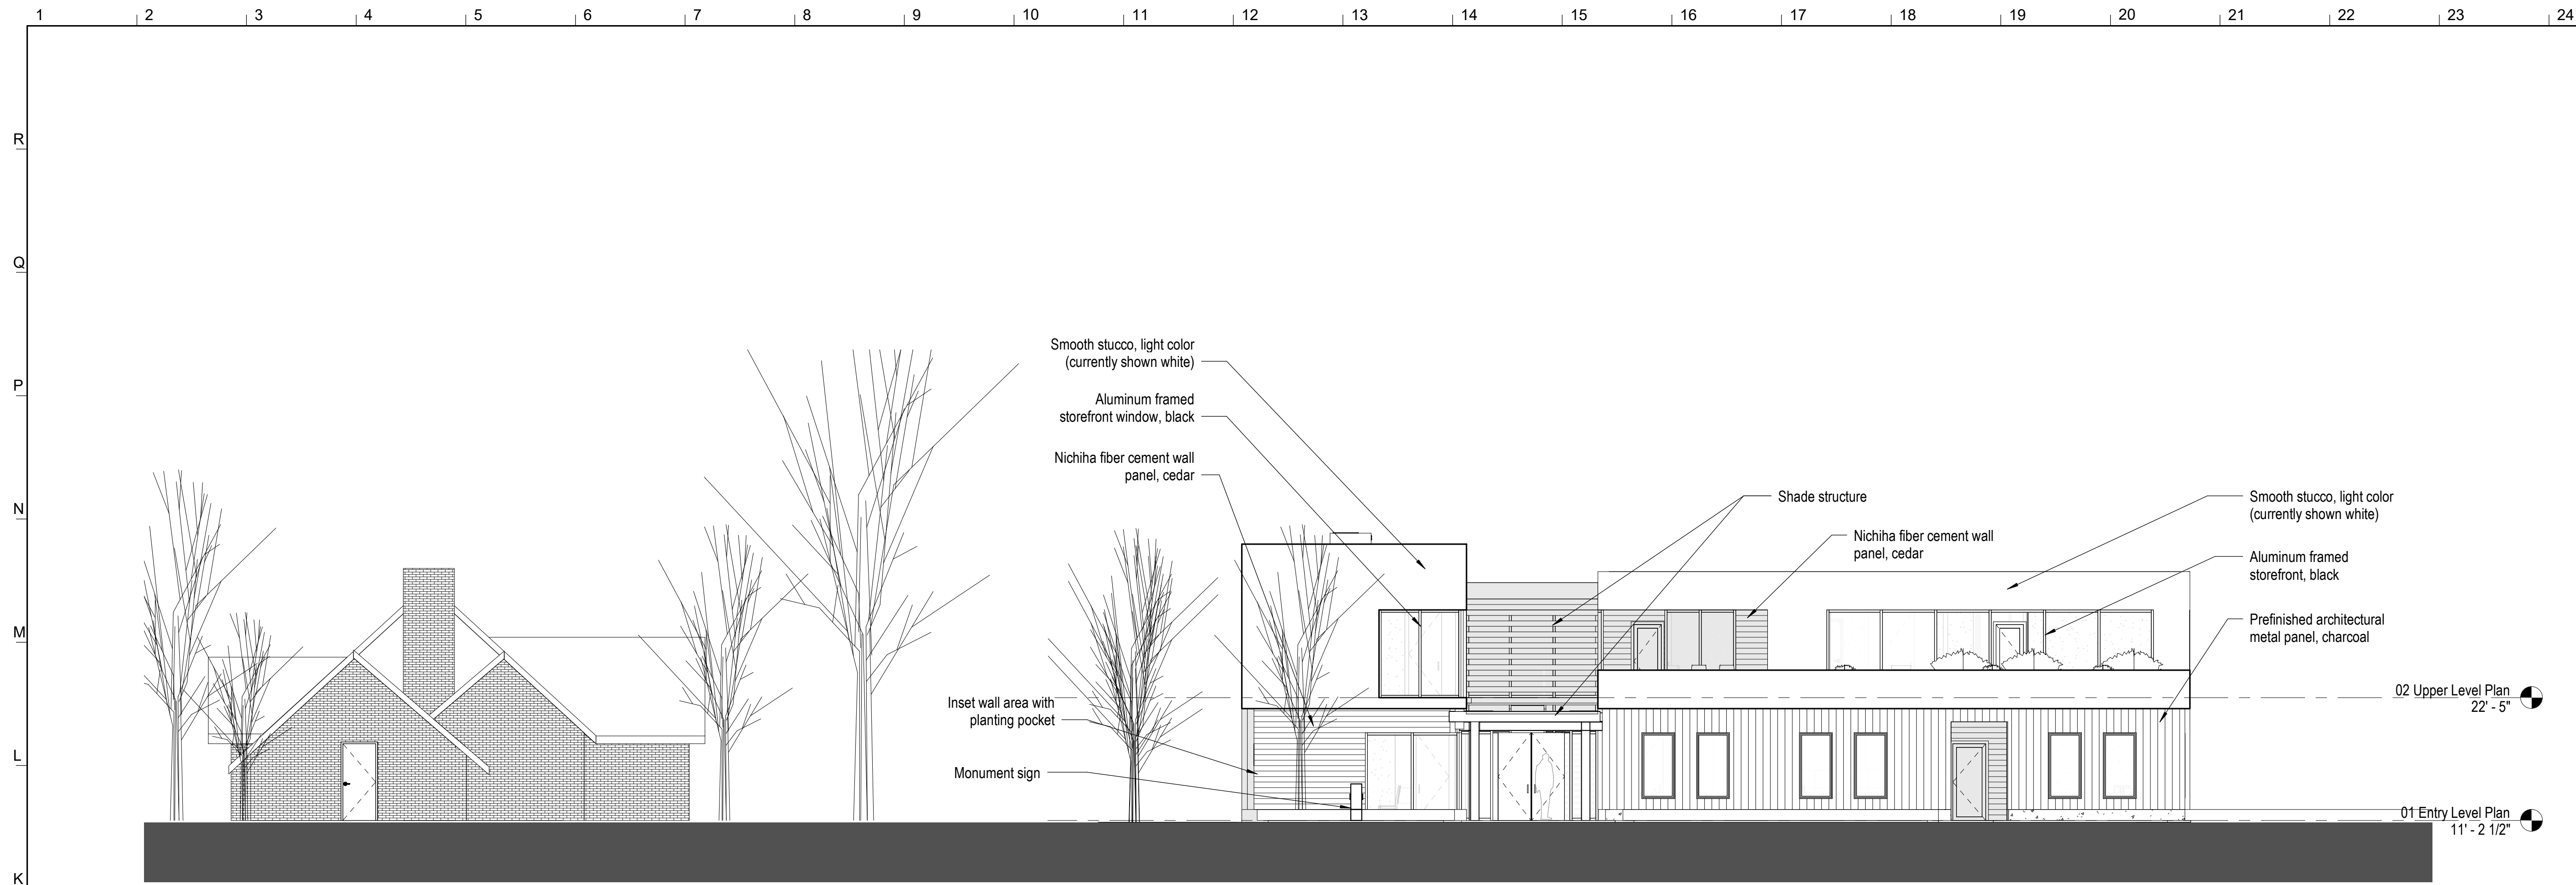 1 2 3 4 5 6 7 8 9 10 11 12 13 14 15 16 17 18 19 20 21 22 23 24
R
Q
P
N
M
L
K
Smooth stucco, light color
(currently shown white)
Aluminum framed
storefront window, black
Nichiha fiber cement wall
panel, cedar
Inset wall area with
planting pocket
Monument sign
Shade structure
Nichiha fiber cement wall
panel, cedar
Smooth stucco, light color
(currently shown white)
Aluminum framed
storefront, black
Prefinished architectural
metal panel, charcoal
02 Upper Level Plan
22' - 5"
01 Entry Level Plan
11' - 2 1/2"